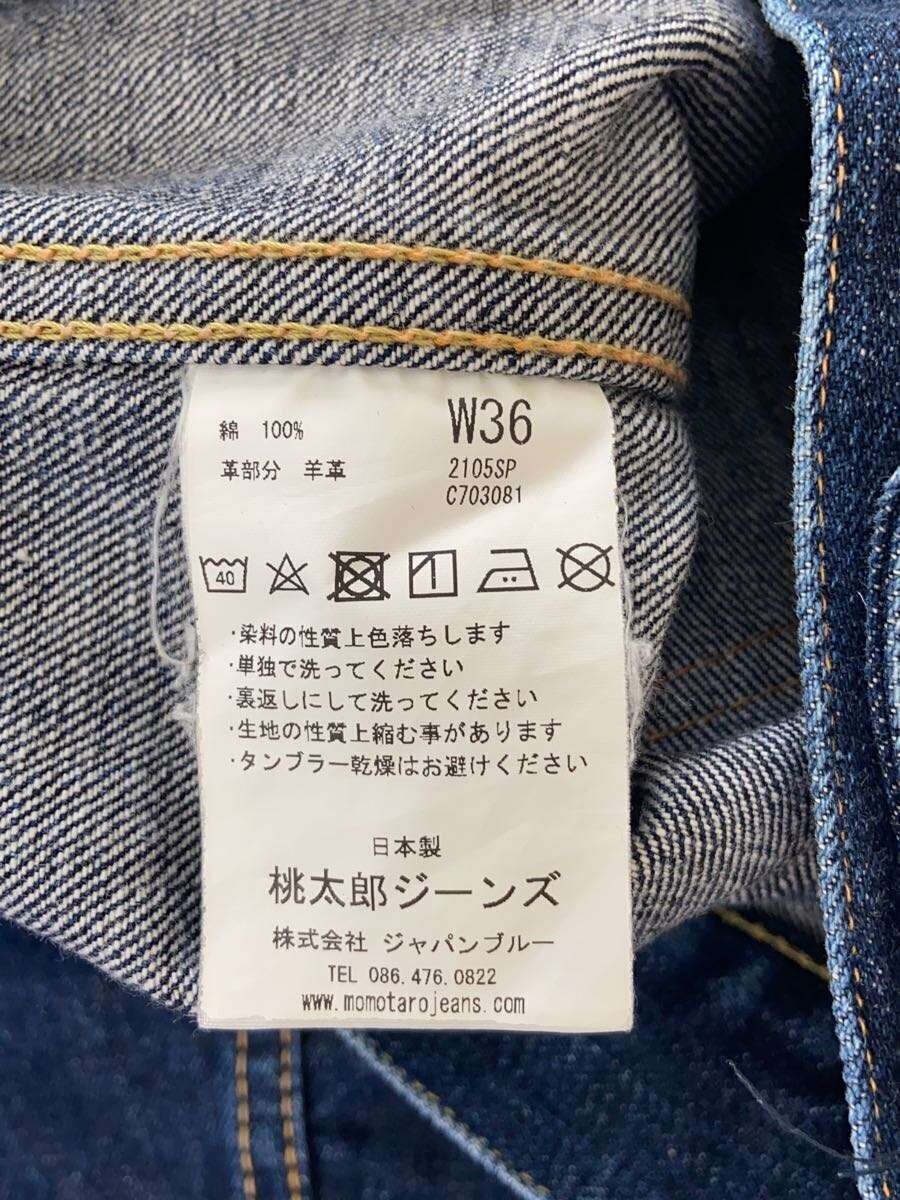 綿 100%
W36
革部分 羊革
2105SP
C703081
40
・染料の性質上色落ちします
・単独で洗ってください
・裏返しにして洗ってください
・生地の性質上縮む事があります
・タンブラー乾燥はお避けください
日本製
桃太郎ジーンズ
株式会社 ジャパンブルー
TEL 086.476.0822
www.momotarojeans.com